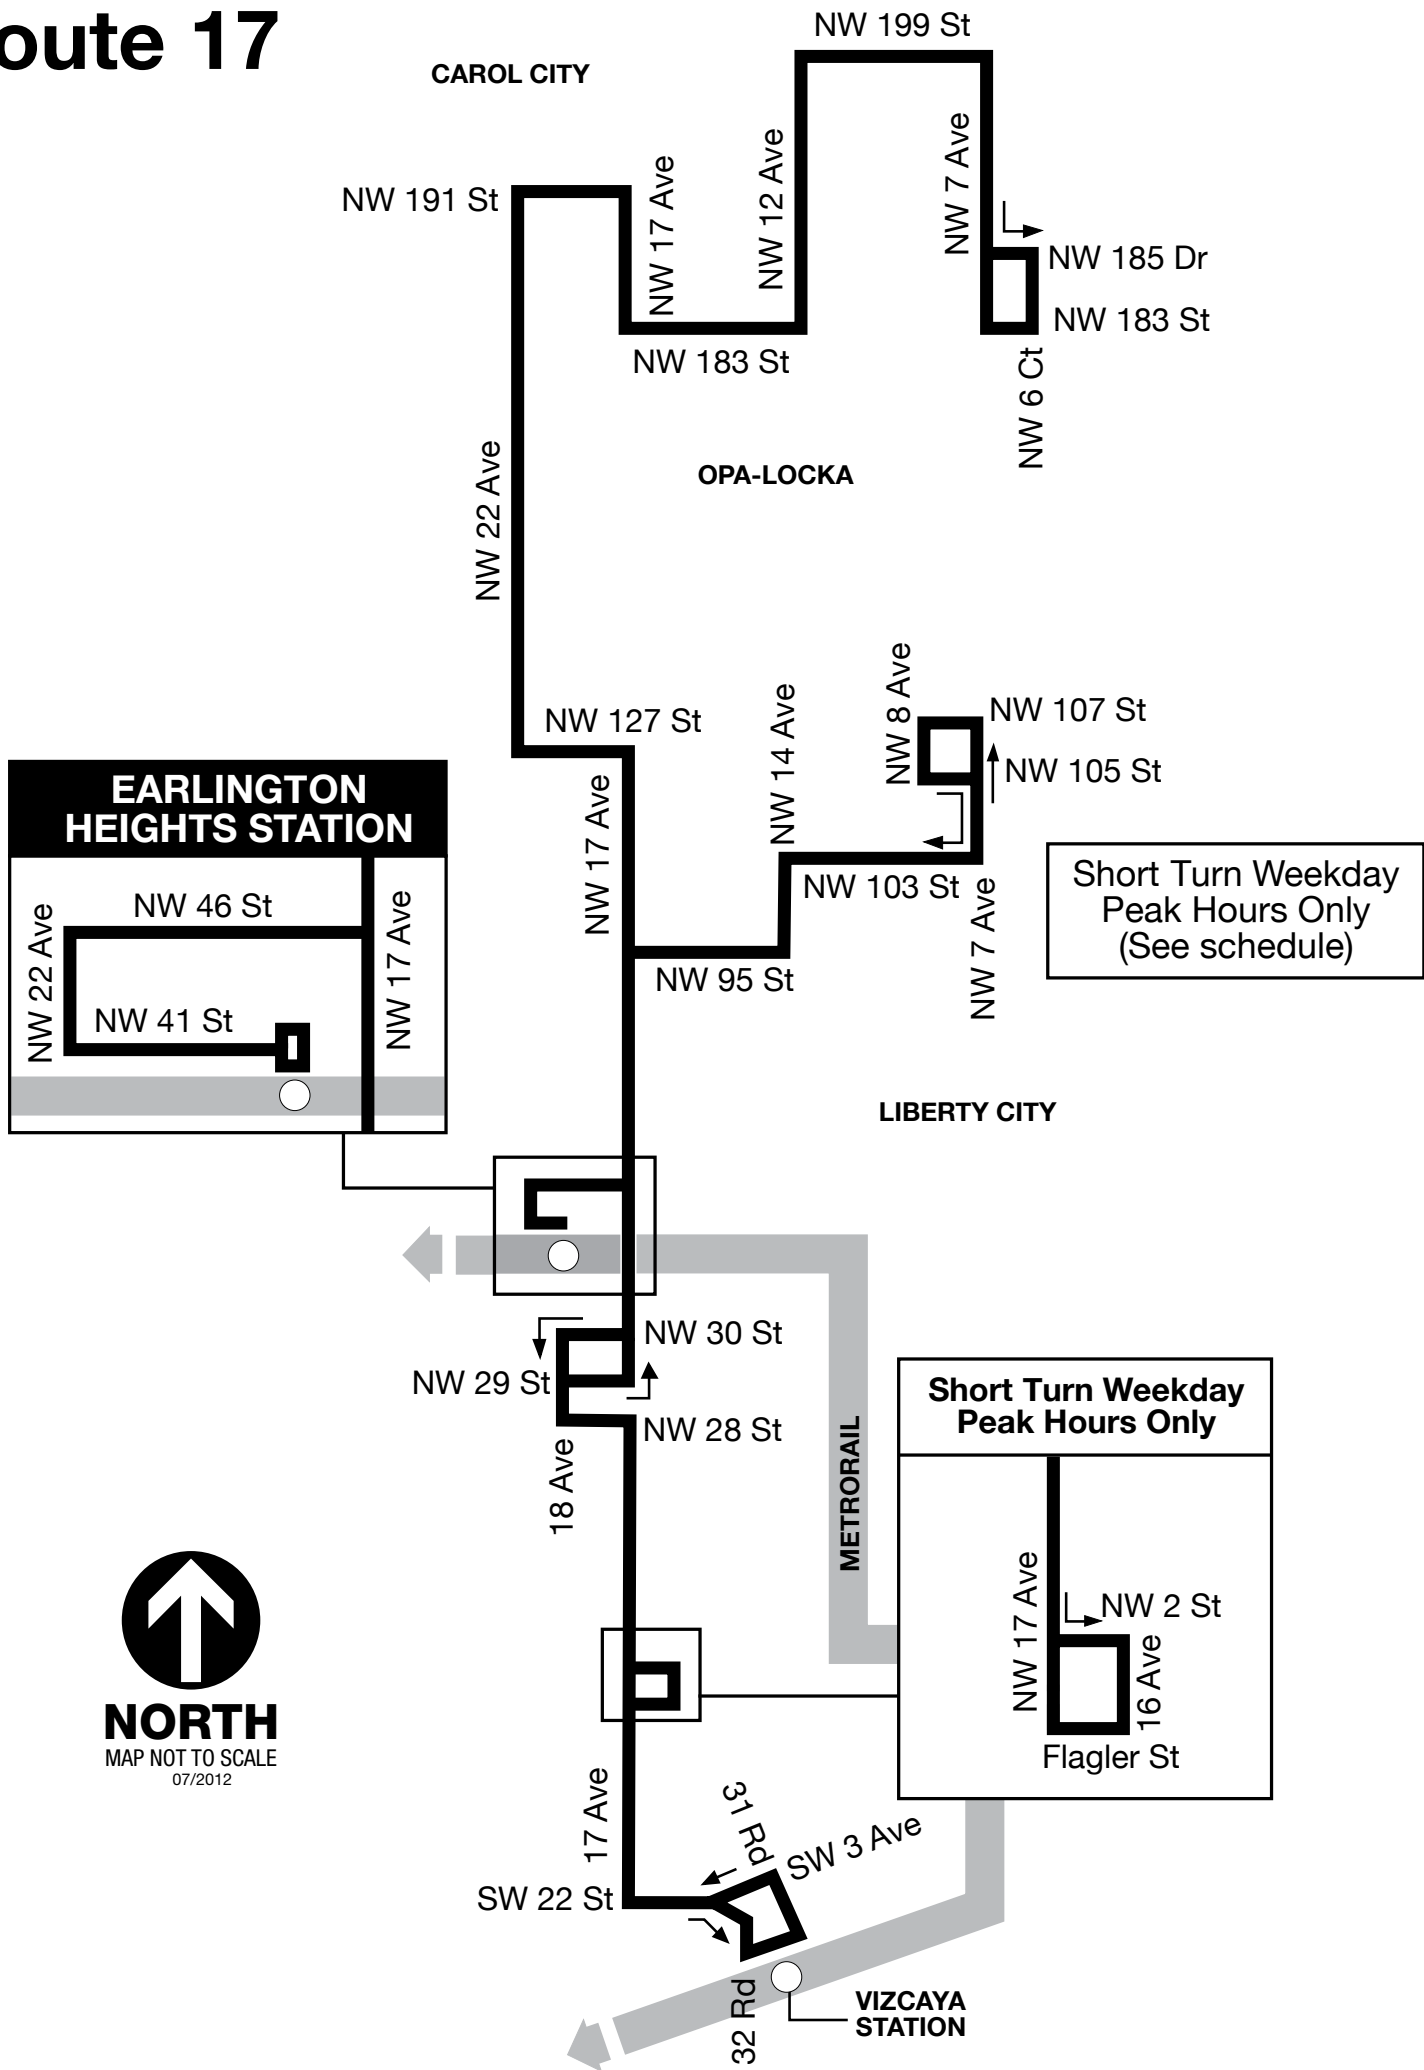 oute 17
NW 199 St
CAROL CITY
NW 191 St
NW 17 Ave
NW 12 Ave
NW 7 Ave
NW 185 Dr
NW 183 St
NW 183 St
NW 6 Ct
NW 22 Ave
OPA-LOCKA
NW 127 St
NW 17 Ave
NW 14 Ave
NW 8 Ave
NW 107 St
NW 105 St
NW 103 St
NW 7 Ave
NW 95 St
Short Turn Weekday
Peak Hours Only
(See schedule)
EARLINGTON
HEIGHTS STATION
NW 46 St
NW 22 Ave
NW 41 St
NW 17 Ave
LIBERTY CITY
NW 30 St
NW 29 St
NW 28 St
18 Ave
METRORAIL
Short Turn Weekday
Peak Hours Only
NW 17 Ave
NW 2 St
16 Ave
Flagler St
NORTH
MAP NOT TO SCALE
07/2012
17 Ave
31 Rd
SW 3 Ave
SW 22 St
32 Rd
VIZCAYA
STATION